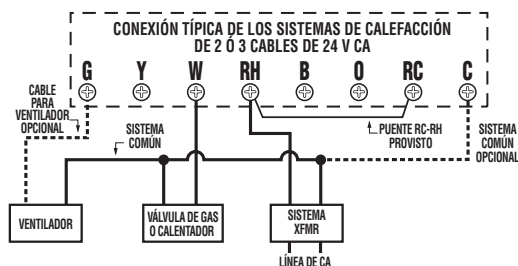 CONEXIÓN TÍPICA DE LOS SISTEMAS DE CALEFACCIÓN
DE 2 Ó 3 CABLES DE 24 V CA
G Y W RH B O RC C
CABLE
PARA
VENTILADOR
OPCIONAL
SISTEMA
COMÚN
PUENTE RC-RH
PROVISTO
SISTEMA
COMÚN
OPCIONAL
VENTILADOR
VÁLVULA DE GAS
O CALENTADOR
SISTEMA
XFMR
LÍNEA DE CA